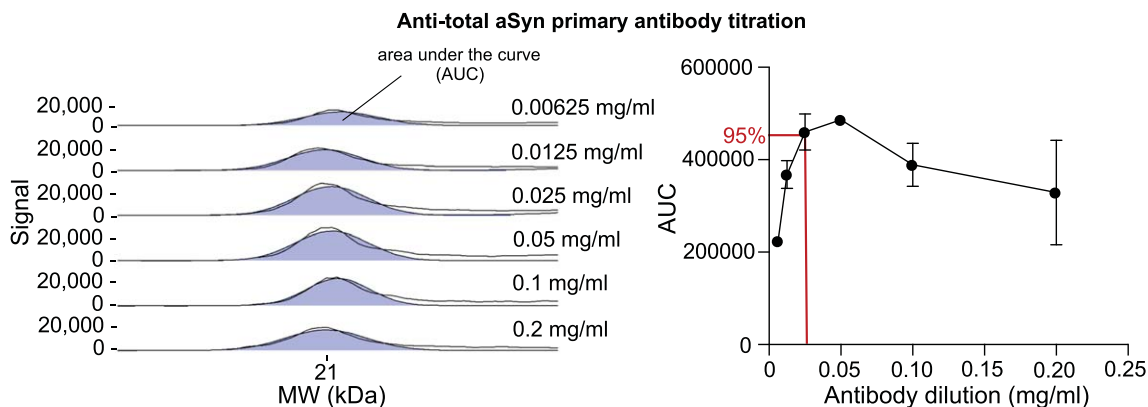 Anti-total aSyn primary antibody titration
area under the curve
(AUC)
Signal
20,000
0
0.00625 mg/ml
20,000
0
0.0125 mg/ml
20,000
0
0.025 mg/ml
20,000
0
0.05 mg/ml
20,000
0
0.1 mg/ml
20,000
0
0.2 mg/ml
21
MW (kDa)
AUC
600000
95%
400000
200000
0
0 0.05 0.10 0.15 0.20 0.25
Antibody dilution (mg/ml)